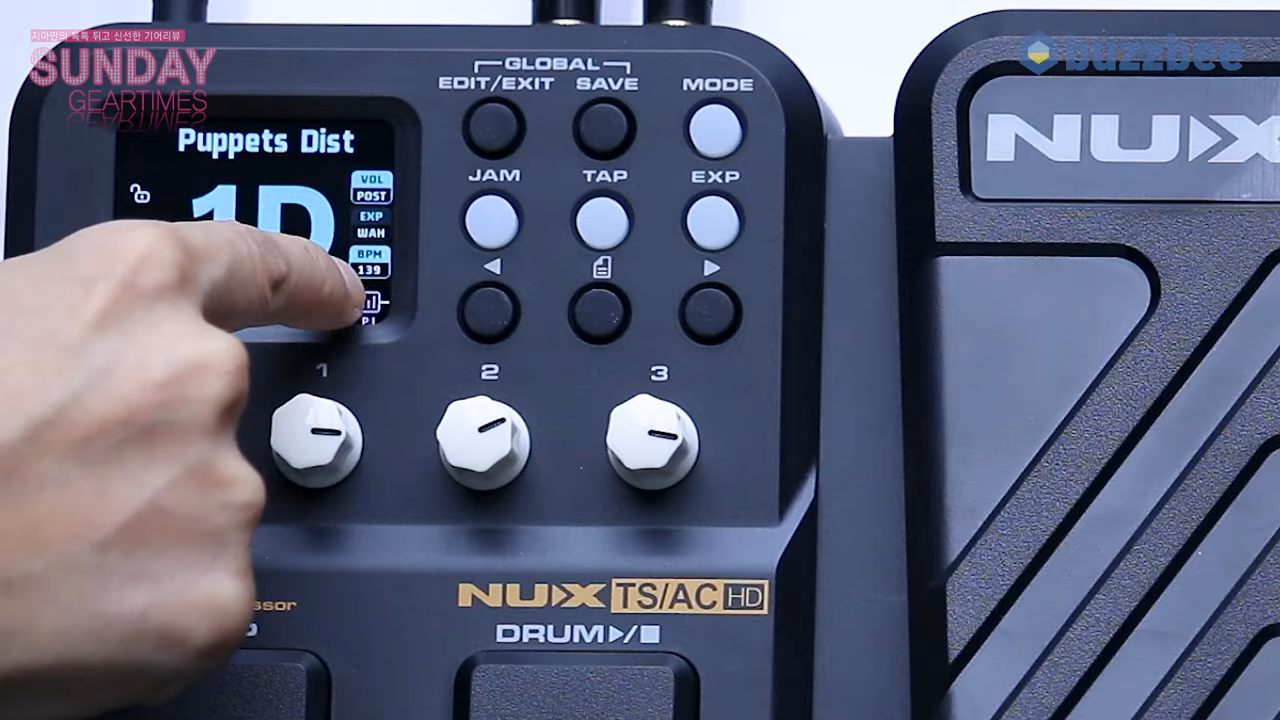 지아만의 톡톡 튀고 신선한 기어리뷰
SUNDAY
GEARTIMES
buzzbee
GLOBAL
EDIT/EXIT SAVE MODE
NUX
Puppets Dist
1D
VOL
POST
EXP
WAH
BPM
139
JAM TAP EXP
1 2 3
NUX TS/AC HD
DRUM